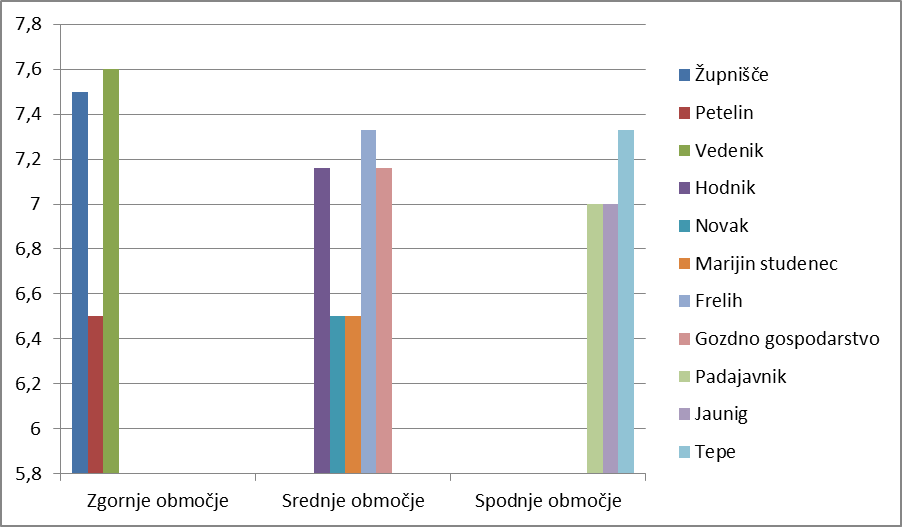 7,8
7,6
7,4
7,2
7
6,8
6,6
6,4
6,2
6
5,8
Zgornje območje
Srednje območje
Spodnje območje
Župnišče
Petelin
Vedenik
Hodnik
Novak
Marijin studenec
Frelih
Gozdno gospodarstvo
Padajavnik
Jaunig
Tepe